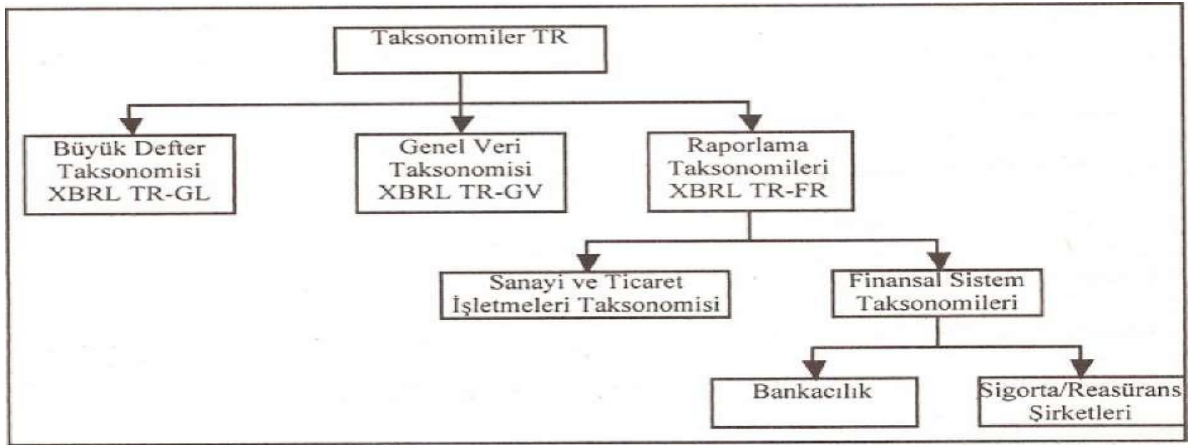 Taksonomiler TR
Büyük Defter
Taksonomisi
XBRL TR-GL
Genel Veri
Taksonomisi
XBRL TR-GV
Raporlama
Taksonomileri
XBRL TR-FR
Sanayi ve Ticaret
İşletmeleri Taksonomisi
Finansal Sistem
Taksonomileri
Bankacılık
Sigorta/Reasürans
Şirketleri